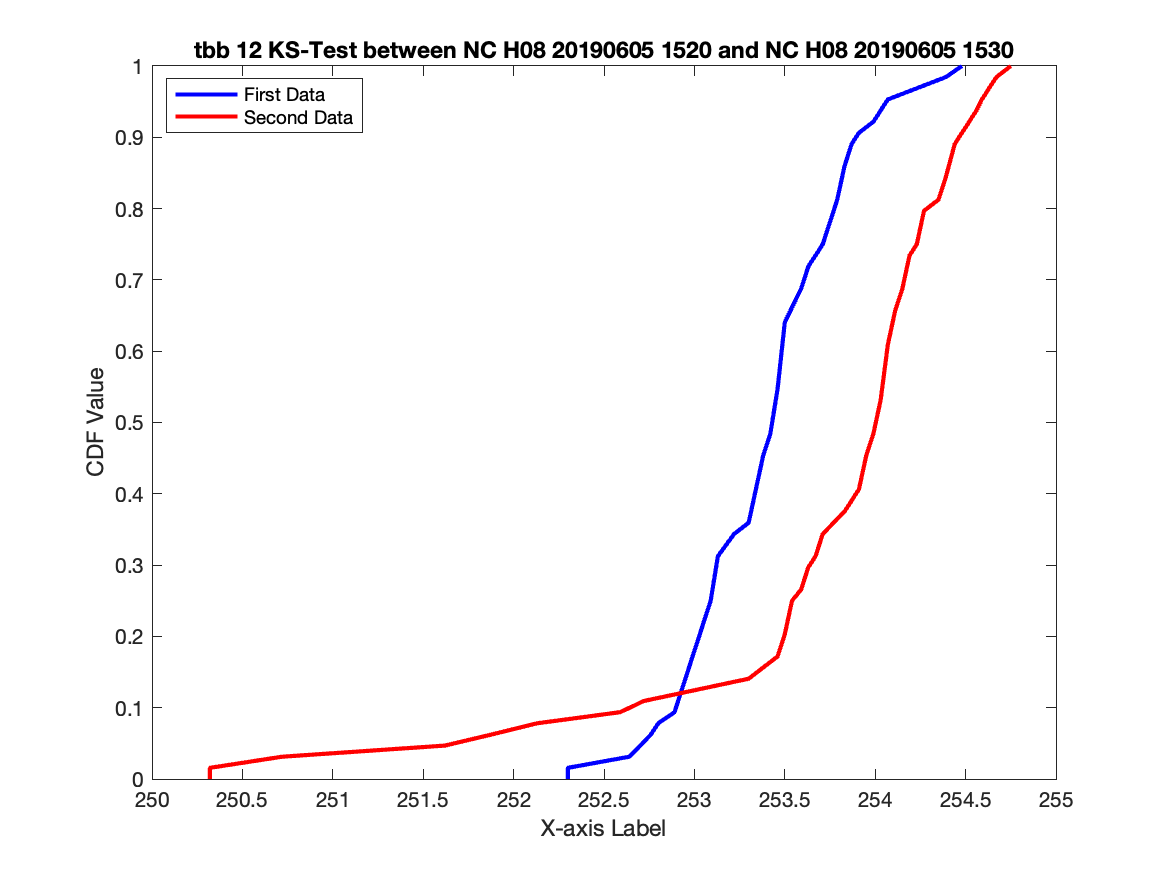 tbb 12 KS-Test between NC H08 20190605 1520 and NC H08 20190605 1530
First Data
Second Data
CDF Value
1
0.9
0.8
0.7
0.6
0.5
0.4
0.3
0.2
0.1
0
250 250.5 251 251.5 252 252.5 253 253.5 254 254.5 255
X-axis Label